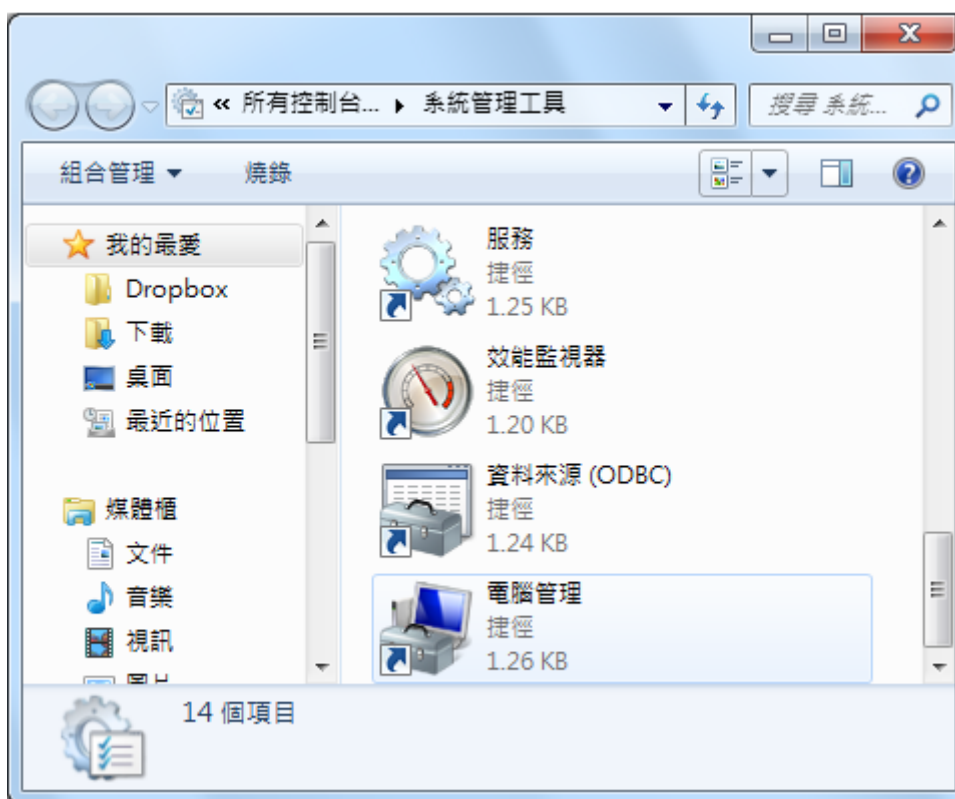 « 所有控制台... ▸ 系統管理工具
搜尋 系統...
組合管理
燒錄
我的最愛
Dropbox
下載
桌面
最近的位置
媒體櫃
文件
音樂
視訊
服務
捷徑
1.25 KB
效能監視器
捷徑
1.20 KB
資料來源 (ODBC)
捷徑
1.24 KB
電腦管理
捷徑
1.26 KB
14 個項目